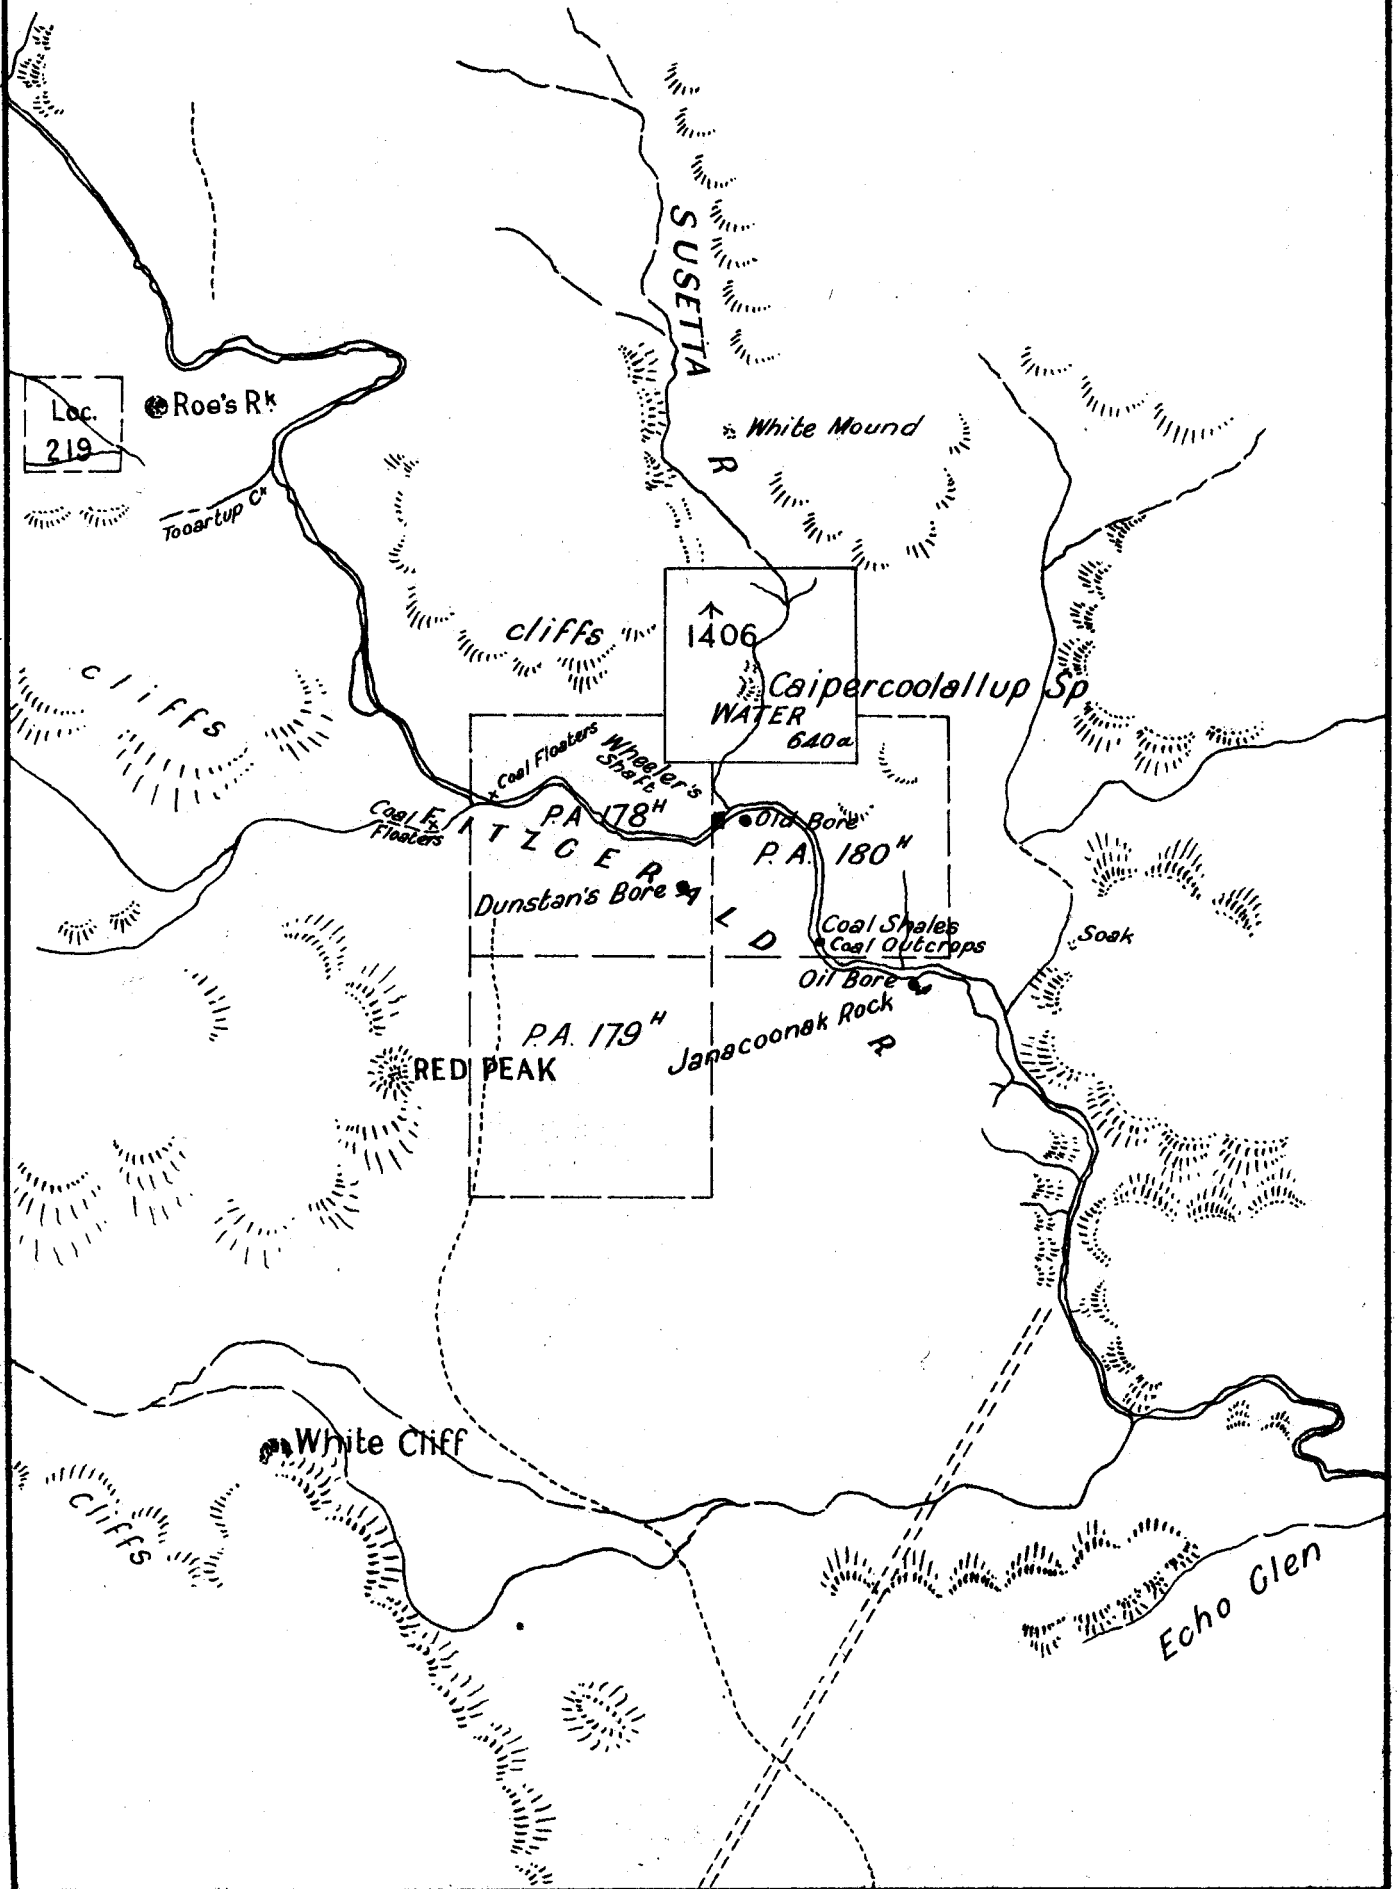 SUSETTA
R
Roe's Rk
Loc.
219
White Mound
Tooartup Ck
cliffs
1406
cliffs
Caipercoolallup Sp
WATER
640a
Coal Floaters
Wheeler's
Shaft
Coal
Floaters
P.A 178H
Old Bore
FITZGERALD
R
P.A. 180H
Dunstan's Bore
Coal Shales
Coal Outcrops
Soak
Oil Bore
Janacoonak Rock
P.A. 179H
RED PEAK
White Cliff
cliffs
Echo Glen